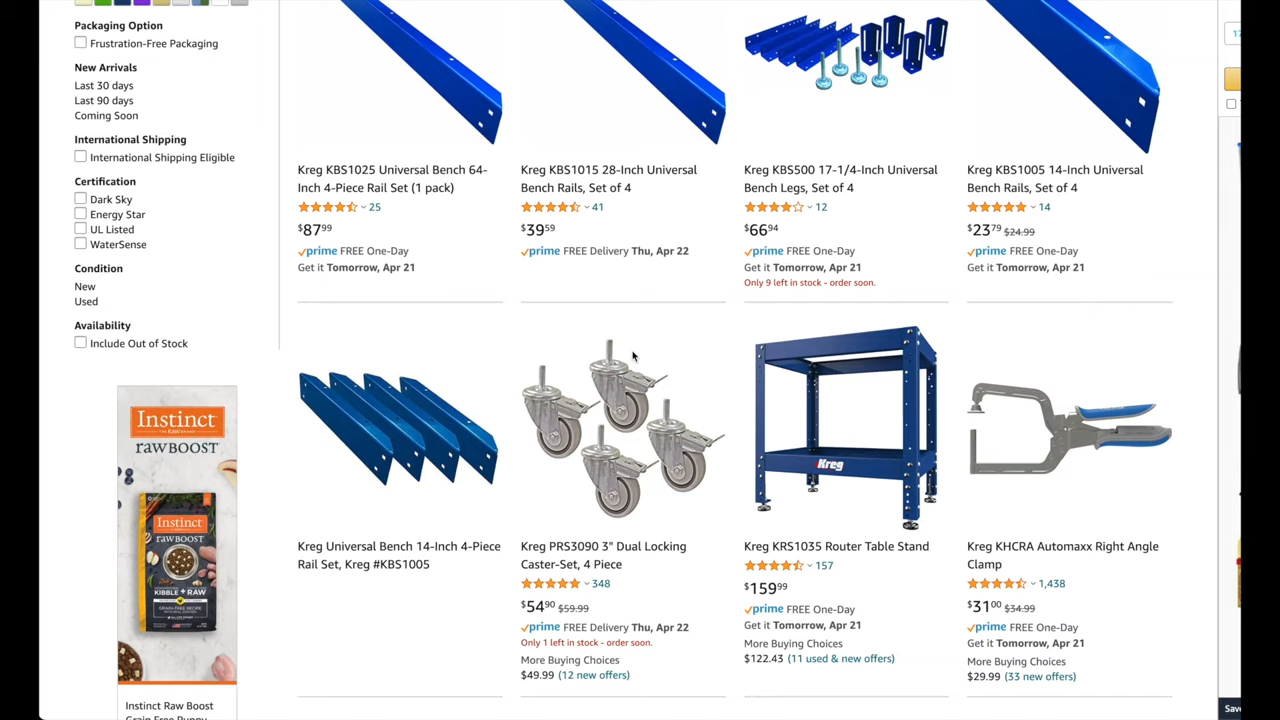 Packaging Option
Frustration-Free Packaging
New Arrivals
Last 30 days
Last 90 days
Coming Soon
International Shipping
International Shipping Eligible
Certification
Dark Sky
Energy Star
UL Listed
WaterSense
Condition
New
Used
Availability
Include Out of Stock
Instinct
THE RAW BRAND
rawBOOST
Instinct
rawBOOST
KIBBLE + RAW
GRAIN-FREE RECIPE
Instinct Raw Boost
Grain Free Puppy
Kreg KBS1025 Universal Bench 64-
Inch 4-Piece Rail Set (1 pack)
25
$87 99
prime FREE One-Day
Get it Tomorrow, Apr 21
Kreg KBS1015 28-Inch Universal
Bench Rails, Set of 4
41
$39 59
prime FREE Delivery Thu, Apr 22
Kreg KBS500 17-1/4-Inch Universal
Bench Legs, Set of 4
12
$66 94
prime FREE One-Day
Get it Tomorrow, Apr 21
Only 9 left in stock - order soon.
Kreg KBS1005 14-Inch Universal
Bench Rails, Set of 4
14
$23 79 $24.99
prime FREE One-Day
Get it Tomorrow, Apr 21
Kreg Universal Bench 14-Inch 4-Piece
Rail Set, Kreg #KBS1005
Kreg PRS3090 3" Dual Locking
Caster-Set, 4 Piece
348
$54 90 $59.99
prime FREE Delivery Thu, Apr 22
Only 1 left in stock - order soon.
More Buying Choices
$49.99 (12 new offers)
Kreg
Kreg KRS1035 Router Table Stand
157
$159 99
prime FREE One-Day
Get it Tomorrow, Apr 21
More Buying Choices
$122.43 (11 used & new offers)
Kreg KHCRA Automaxx Right Angle
Clamp
1,438
$31 00 $34.99
prime FREE One-Day
Get it Tomorrow, Apr 21
More Buying Choices
$29.99 (33 new offers)
17
Save